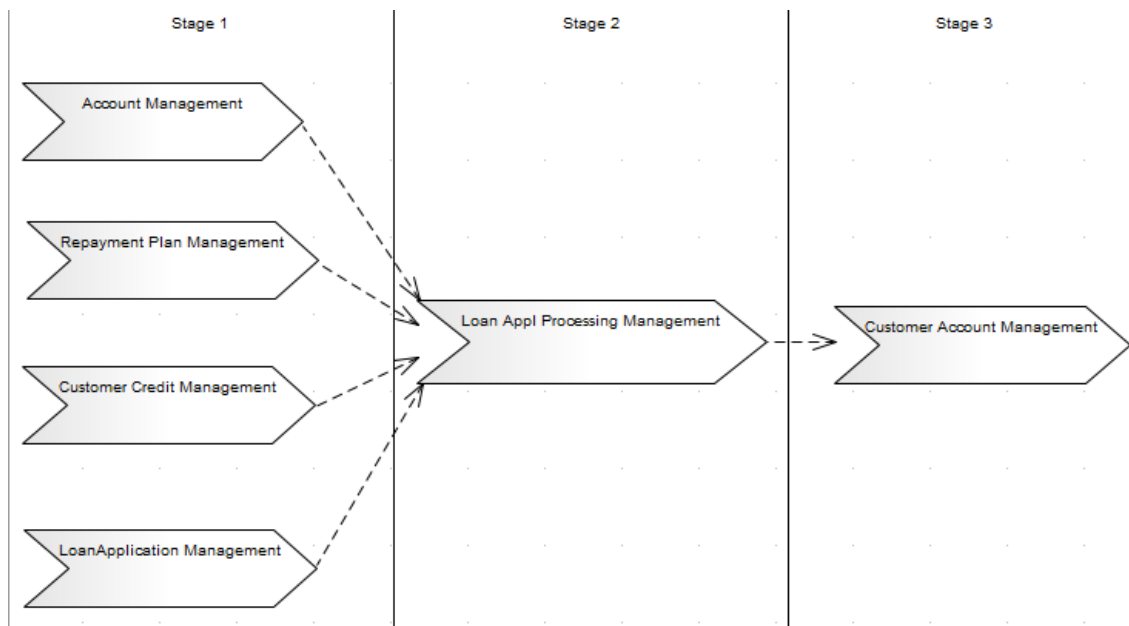 Stage 1
Stage 2
Stage 3
Account Management
Repayment Plan Management
Loan Appl Processing Management
Customer Account Management
Customer Credit Management
LoanApplication Management